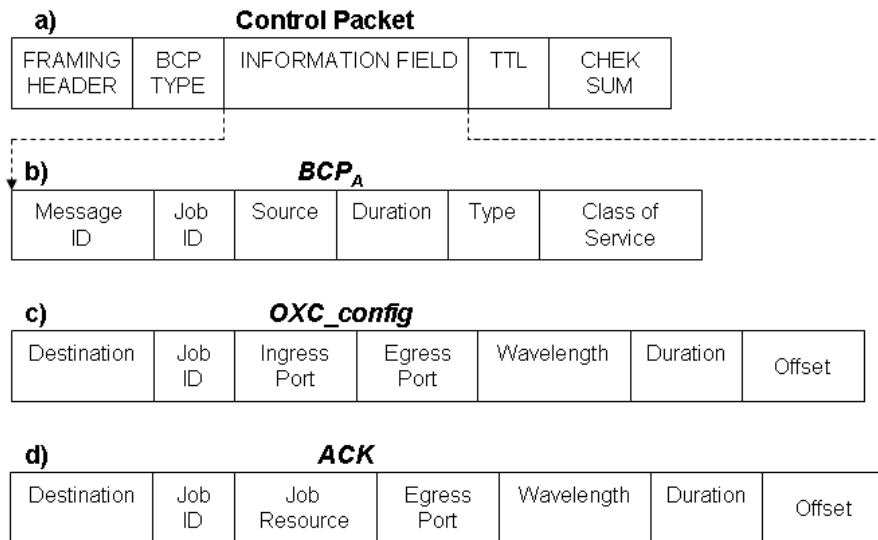 a) Control Packet
FRAMING HEADER BCP TYPE INFORMATION FIELD TTL CHEK SUM
b) BCP_A
Message ID Job ID Source Duration Type Class of Service
c) OXC_config
Destination Job ID Ingress Port Egress Port Wavelength Duration Offset
d) ACK
Destination Job ID Job Resource Egress Port Wavelength Duration Offset